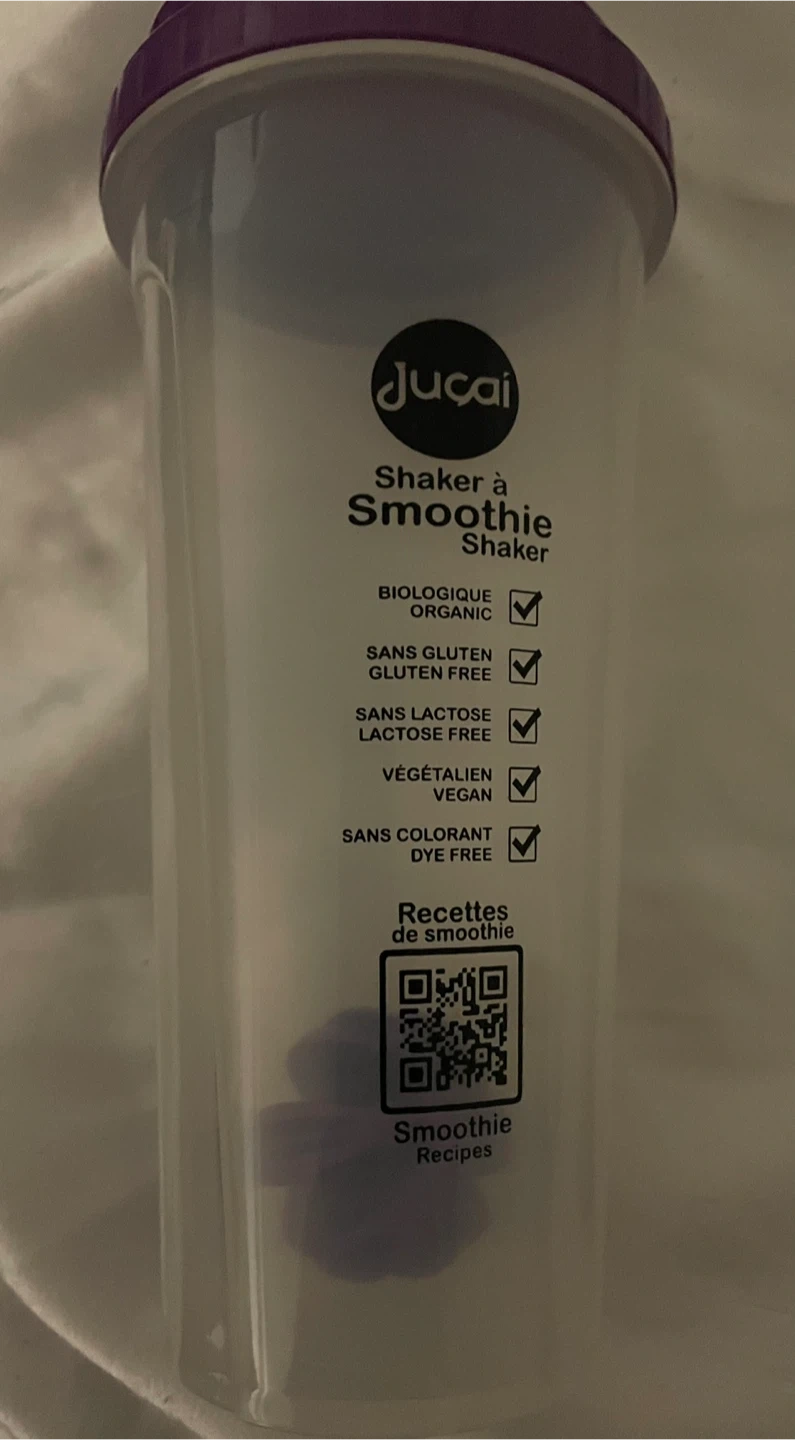 Juçaí
Shaker à
Smoothie
Shaker
BIOLOGIQUE
ORGANIC
SANS GLUTEN
GLUTEN FREE
SANS LACTOSE
LACTOSE FREE
VÉGÉTALIEN
VEGAN
SANS COLORANT
DYE FREE
Recettes
de smoothie
Smoothie
Recipes